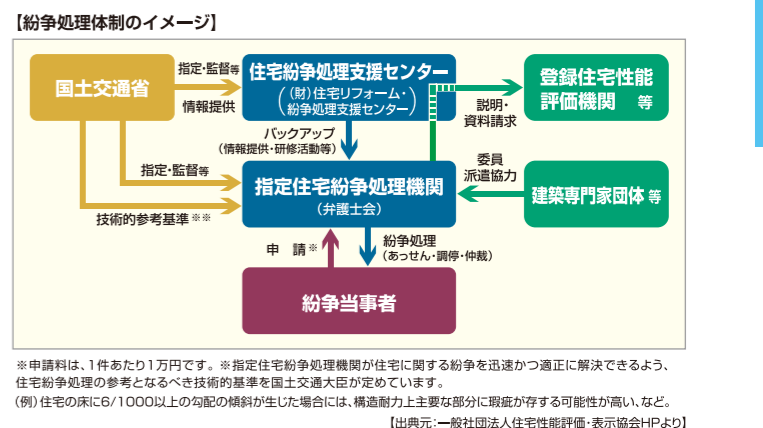 【紛争処理体制のイメージ】
国土交通省
指定・監督等
情報提供
住宅紛争処理支援センター
（財）住宅リフォーム・
紛争処理支援センター
説明・
資料請求
登録住宅性能
評価機関 等
バックアップ
（情報提供・研修活動等）
指定・監督等
技術的参考基準※※
指定住宅紛争処理機関
（弁護士会）
委員
派遣協力
建築専門家団体 等
申 請※
紛争処理
（あっせん・調停・仲裁）
紛争当事者
※申請料は、1件あたり1万円です。※指定住宅紛争処理機関が住宅に関する紛争を迅速かつ適正に解決できるよう、
住宅紛争処理の参考となるべき技術的基準を国土交通大臣が定めています。
（例）住宅の床に6/1000以上の勾配の傾斜が生じた場合には、構造耐力上主要な部分に瑕疵が存する可能性が高い、など。
【出典元：一般社団法人住宅性能評価・表示協会HPより】